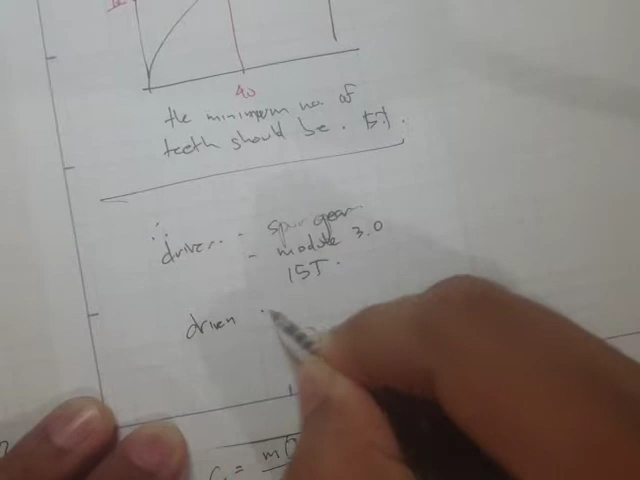 40
the minimum no. of
teeth should be. 15T.
driver. - spur gear.
- module 3.0
15T.
driven
C = m(